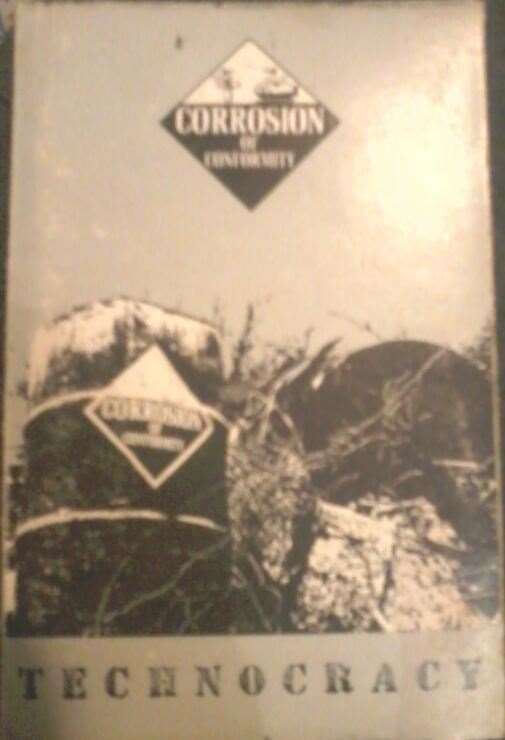 CORROSION
OF
CONFORMITY
CORROSION
OF
CONFORMITY
TECHNOCRACY